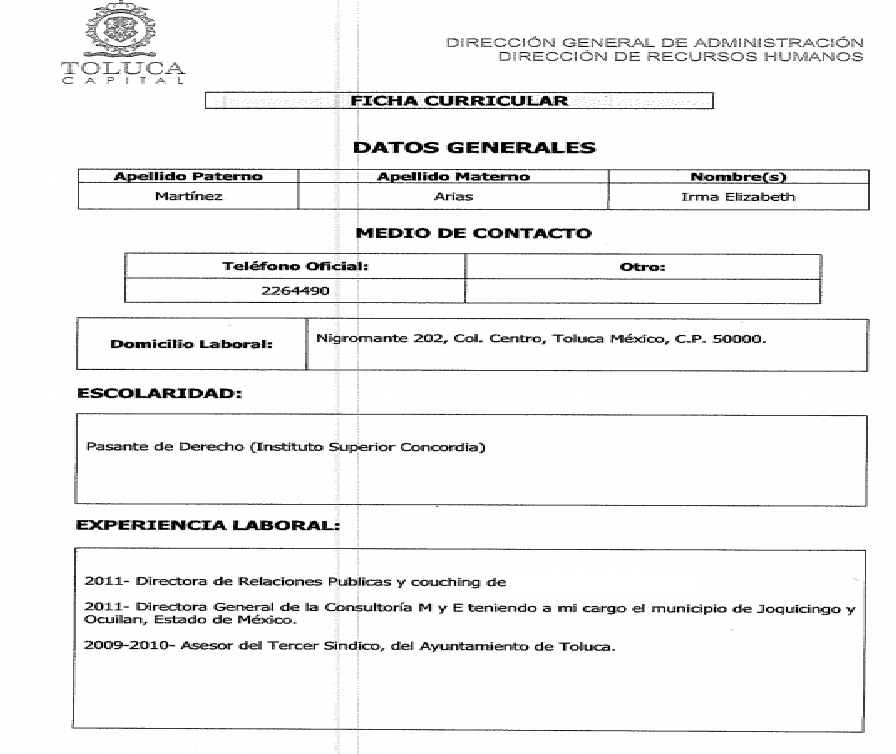 TOLUCA
CAPITAL
DIRECCIÓN GENERAL DE ADMINISTRACIÓN
DIRECCIÓN DE RECURSOS HUMANOS
FICHA CURRICULAR
DATOS GENERALES
Apellido Paterno Apellido Materno Nombre(s)
Martínez Arias Irma Elizabeth
MEDIO DE CONTACTO
Teléfono Oficial: Otro:
2264490
Domicilio Laboral: Nigromante 202, Col. Centro, Toluca México, C.P. 50000.
ESCOLARIDAD:
Pasante de Derecho (Instituto Superior Concordia)
EXPERIENCIA LABORAL:
2011- Directora de Relaciones Publicas y couching de
2011- Directora General de la Consultoría M y E teniendo a mi cargo el municipio de Joquicingo y
Ocuilan, Estado de México.
2009-2010- Asesor del Tercer Sindico, del Ayuntamiento de Toluca.